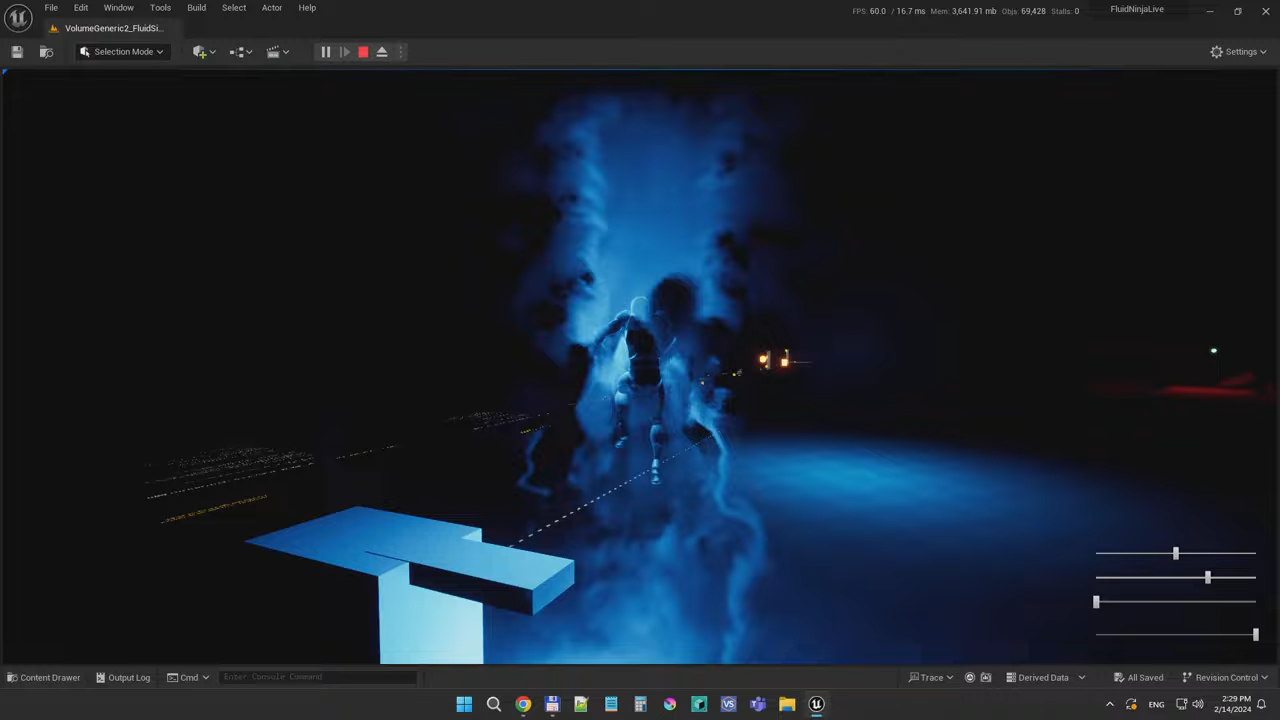 File Edit Window Tools Build Select Actor Help
FPS: 60.0 / 16.7 ms Mem: 3,641.91 mb Objs: 69,428 Stalls: 0
FluidNinjaLive
VolumeGeneric2_FluidSi...
Selection Mode
Settings
Content Drawer
Output Log
Cmd
Enter Console Command
Trace
Derived Data
All Saved
Revision Control
ENG
2:29 PM
2/14/2024